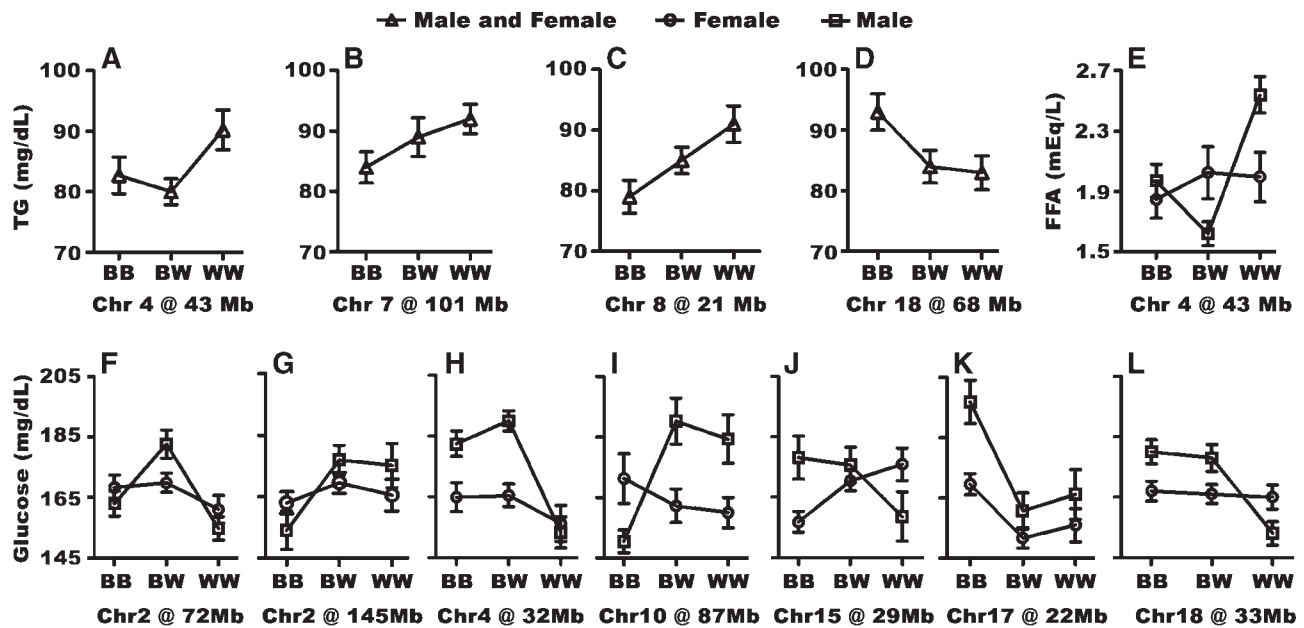 Male and Female Female Male
A B C D E
100 100 100 100 2.7
90 90 90 90 2.3
80 80 80 80 1.9
70 70 70 70 1.5
TG (mg/dL) FFA (mEq/L)
BB BW WW BB BW WW BB BW WW BB BW WW BB BW WW
Chr 4 @ 43 Mb Chr 7 @ 101 Mb Chr 8 @ 21 Mb Chr 18 @ 68 Mb Chr 4 @ 43 Mb
F G H I J K L
205
185
165
145
Glucose (mg/dL)
BB BW WW BB BW WW BB BW WW BB BW WW BB BW WW BB BW WW BB BW WW
Chr2 @ 72Mb Chr2 @ 145Mb Chr4 @ 32Mb Chr10 @ 87Mb Chr15 @ 29Mb Chr17 @ 22Mb Chr18 @ 33Mb